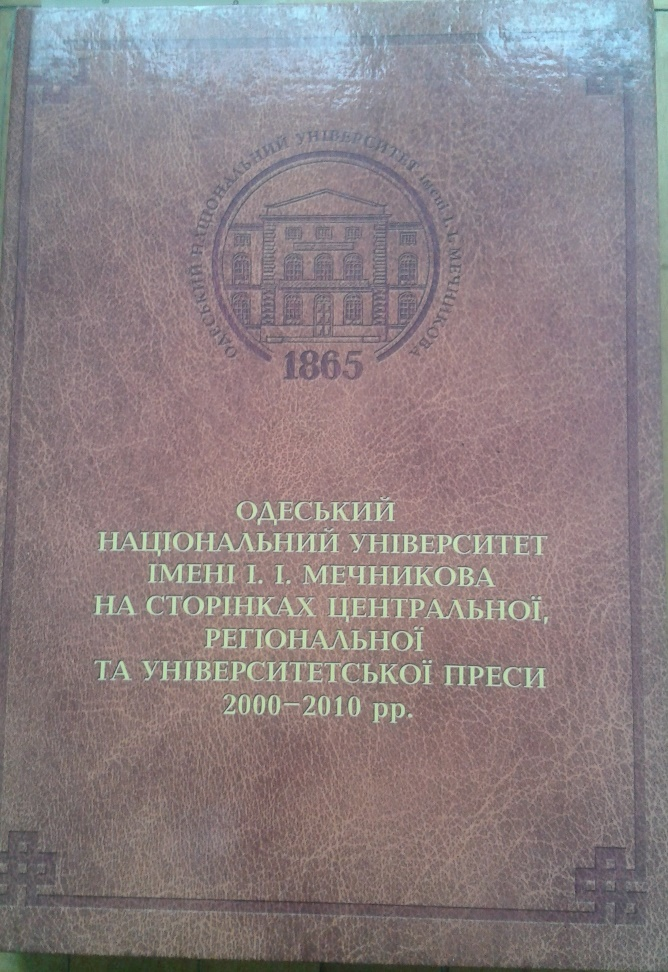 ОДЕСЬКИЙ НАЦІОНАЛЬНИЙ УНІВЕРСИТЕТ імені І. І. МЕЧНИКОВА
1865
ОДЕСЬКИЙ
НАЦІОНАЛЬНИЙ УНІВЕРСИТЕТ
ІМЕНІ І. І. МЕЧНИКОВА
НА СТОРІНКАХ ЦЕНТРАЛЬНОЇ,
РЕГІОНАЛЬНОЇ
ТА УНІВЕРСИТЕТСЬКОЇ ПРЕСИ
2000–2010 рр.